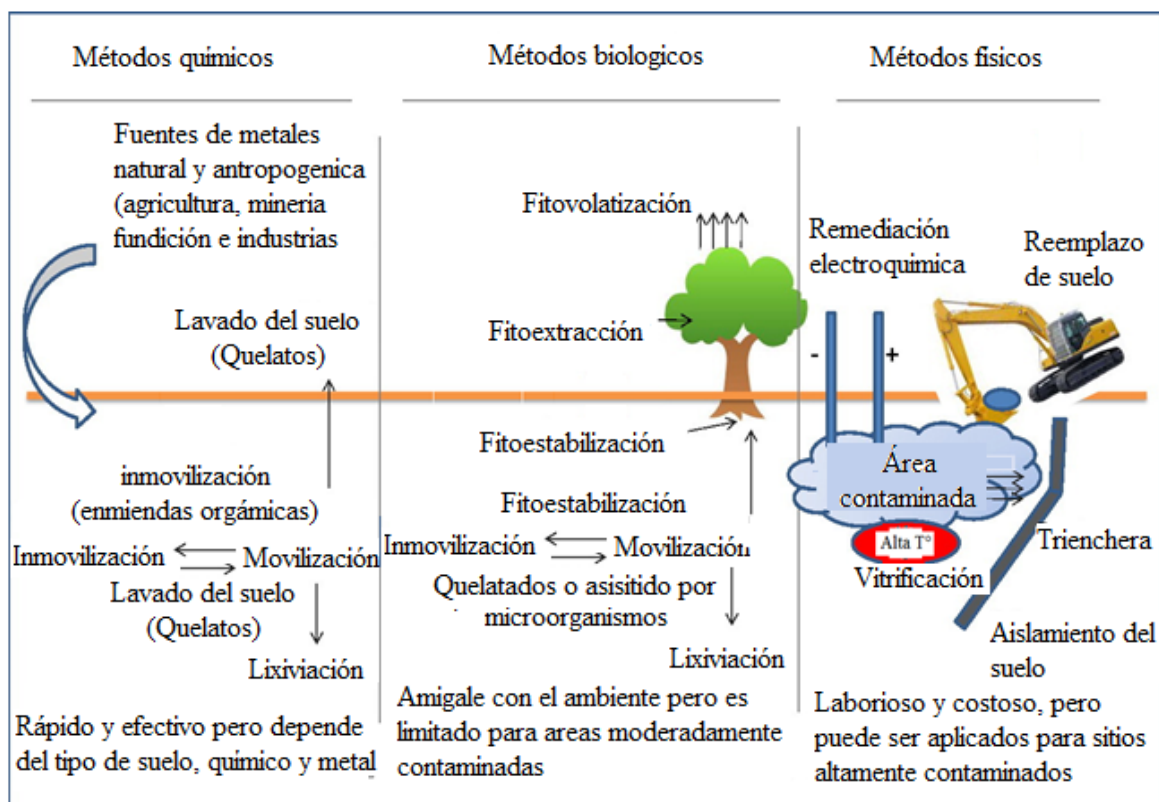 Métodos químicos
Fuentes de metales
natural y antropogenica
(agricultura, mineria
fundición e industrias
Lavado del suelo
(Quelatos)
inmovilización
(enmiendas orgámicas)
Inmovilización
Movilización
Lavado del suelo
(Quelatos)
Lixiviación
Rápido y efectivo pero depende
del tipo de suelo, químico y metal
Métodos biologicos
Fitovolatización
Fitoextracción
Fitoestabilización
Fitoestabilización
Inmovilización
Movilización
Quelatados o asisitido por
microorganismos
Lixiviación
Amigale con el ambiente pero es
limitado para areas moderadamente
contaminadas
Métodos físicos
Remediación
electroquimica
Reemplazo
de suelo
- +
Área
contaminada
Alta T°
Vitrificación
Trienchera
Aislamiento del
suelo
Laborioso y costoso, pero
puede ser aplicados para sitios
altamente contaminados